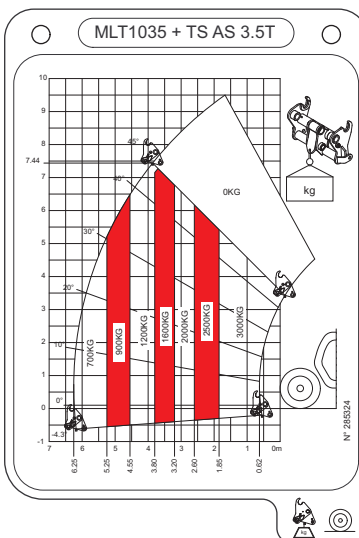 MLT1035 + TS AS 3.5T
10
9
8
7.44
7
6
5
4
3
2
1
0
-1
45°
40°
30°
20°
10°
0°
-4.3°
0KG
kg
700KG
900KG
1200KG
1600KG
2000KG
2500KG
3000KG
7 6 5 4 3 2 1 0m
6.25 5.25 4.55 3.80 3.20 2.60 1.85 0.62
N° 285324
kg